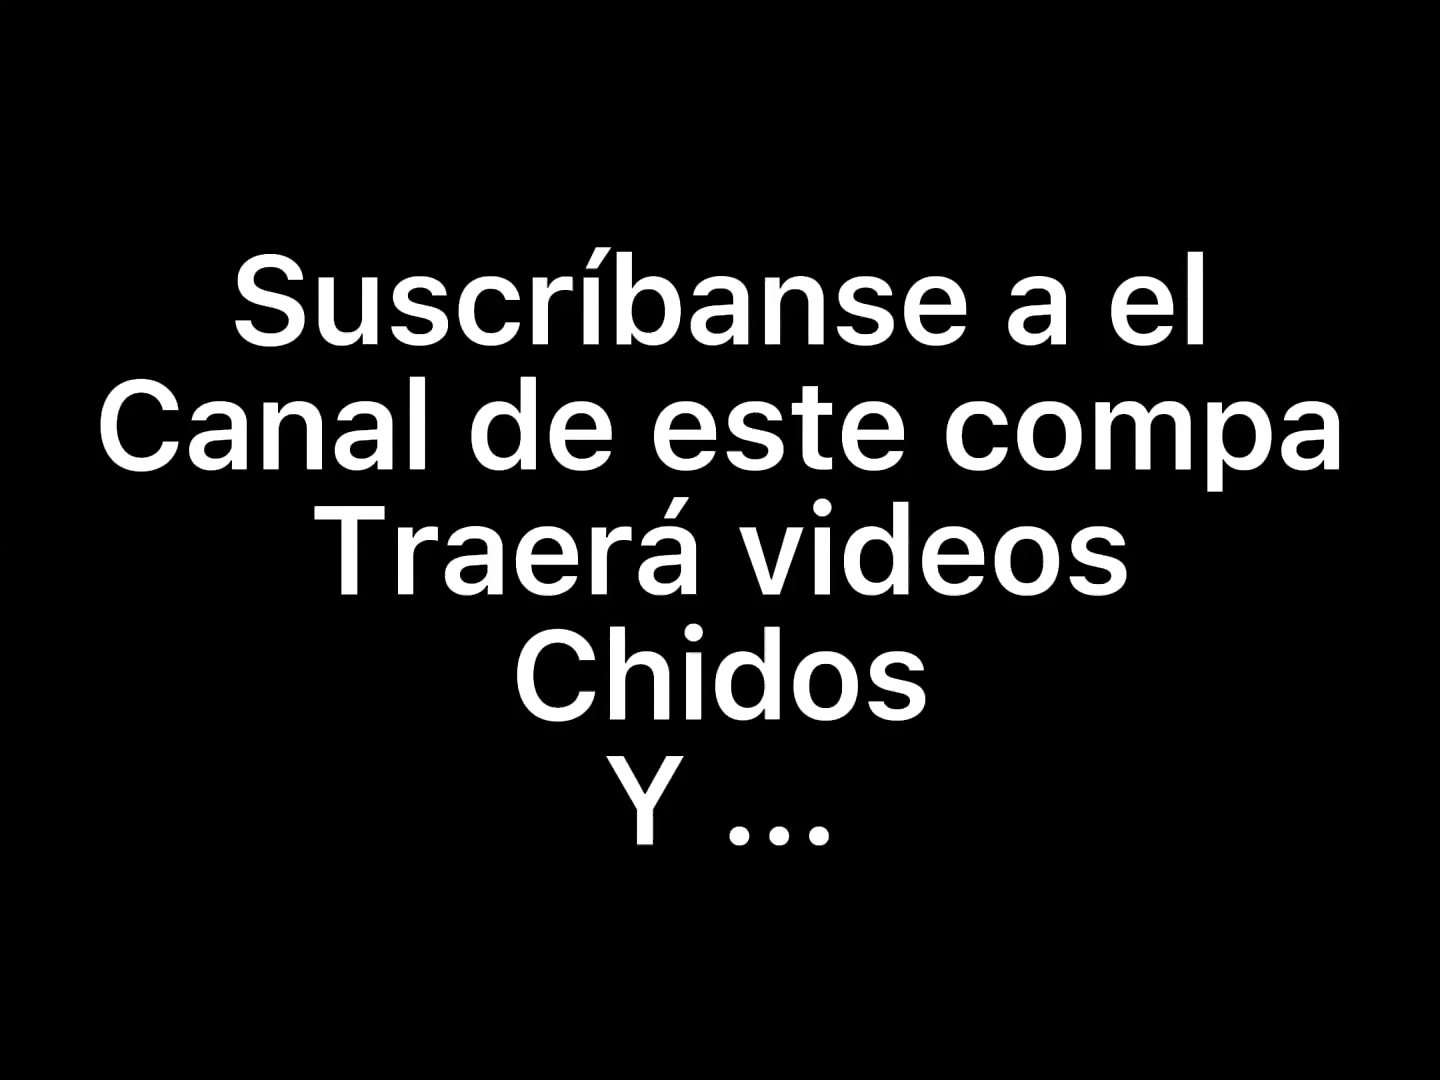 Suscríbanse a el
Canal de este compa
Traerá videos
Chidos
Y ...